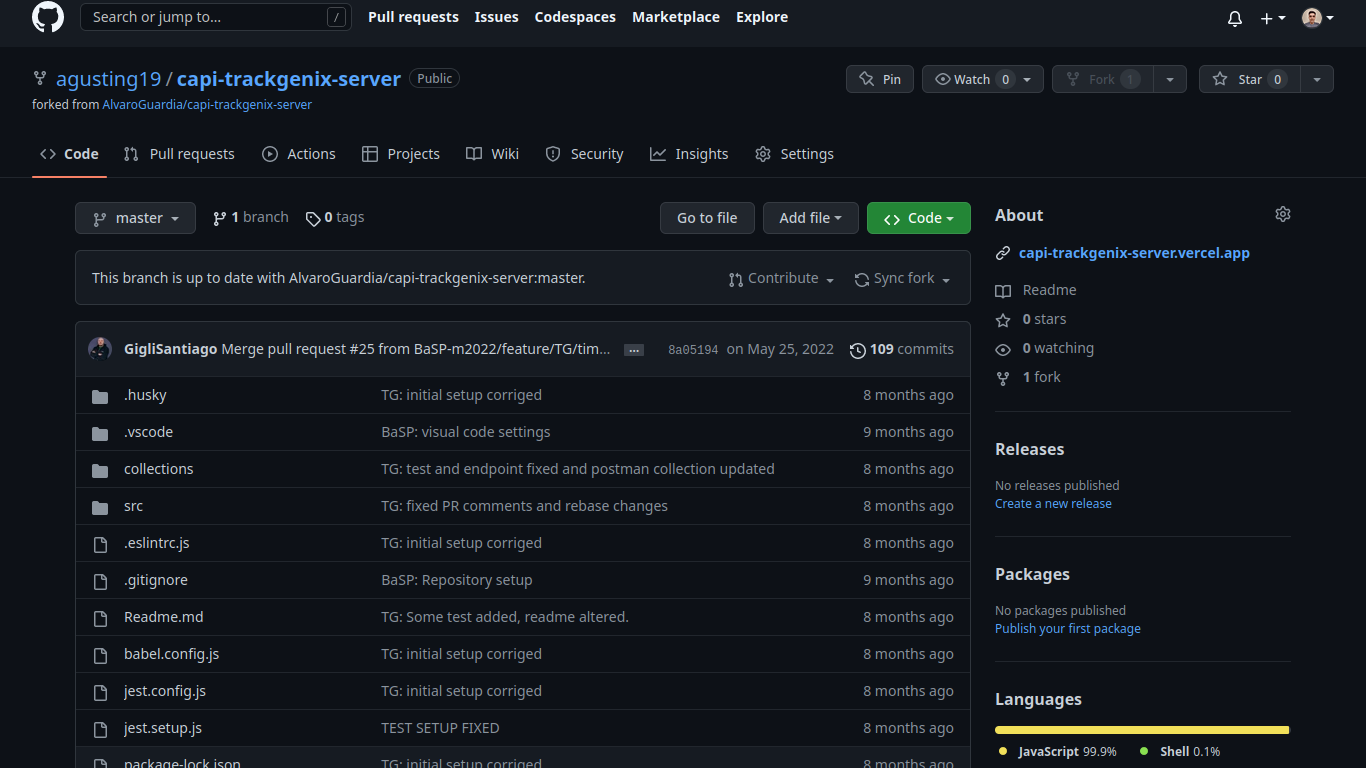 Search or jump to... / Pull requests Issues Codespaces Marketplace Explore
agusting19 / capi-trackgenix-server Public Pin Watch 0 Fork 1 Star 0
forked from AlvaroGuardia/capi-trackgenix-server
Code Pull requests Actions Projects Wiki Security Insights Settings
master 1 branch 0 tags Go to file Add file Code
This branch is up to date with AlvaroGuardia/capi-trackgenix-server:master. Contribute Sync fork
GigliSantiago Merge pull request #25 from BaSP-m2022/feature/TG/tim... ... 8a05194 on May 25, 2022 109 commits
.husky TG: initial setup corriged 8 months ago
.vscode BaSP: visual code settings 9 months ago
collections TG: test and endpoint fixed and postman collection updated 8 months ago
src TG: fixed PR comments and rebase changes 8 months ago
.eslintrc.js TG: initial setup corriged 8 months ago
.gitignore BaSP: Repository setup 9 months ago
Readme.md TG: Some test added, readme altered. 8 months ago
babel.config.js TG: initial setup corriged 8 months ago
jest.config.js TG: initial setup corriged 8 months ago
jest.setup.js TEST SETUP FIXED 8 months ago
package-lock.json TG: initial setup corriged 8 months ago
About
capi-trackgenix-server.vercel.app
Readme
0 stars
0 watching
1 fork
Releases
No releases published
Create a new release
Packages
No packages published
Publish your first package
Languages
JavaScript 99.9% Shell 0.1%